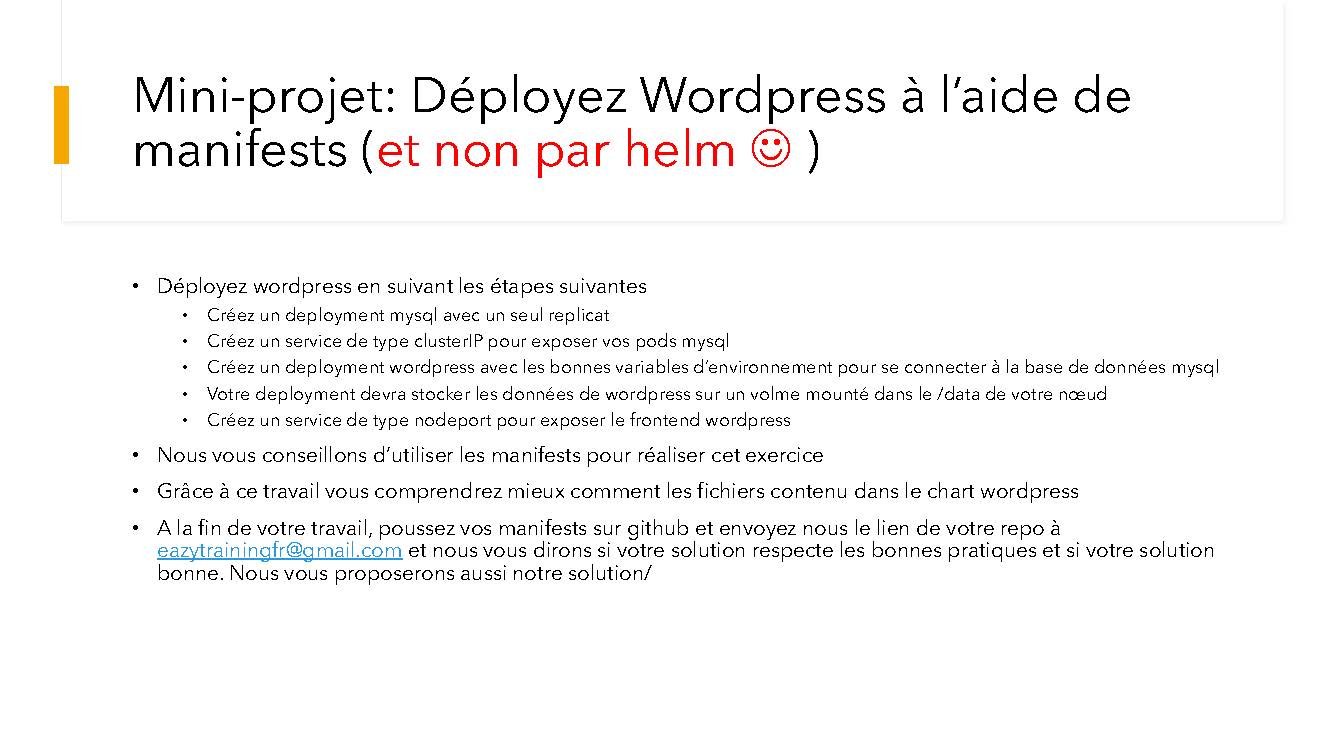 Mini-projet: Déployez Wordpress à l’aide de
manifests (et non par helm ☺ )
• Déployez wordpress en suivant les étapes suivantes
• Créez un deployment mysql avec un seul replicat
• Créez un service de type clusterIP pour exposer vos pods mysql
• Créez un deployment wordpress avec les bonnes variables d’environnement pour se connecter à la base de données mysql
• Votre deployment devra stocker les données de wordpress sur un volme mounté dans le /data de votre nœud
• Créez un service de type nodeport pour exposer le frontend wordpress
• Nous vous conseillons d’utiliser les manifests pour réaliser cet exercice
• Grâce à ce travail vous comprendrez mieux comment les fichiers contenu dans le chart wordpress
• A la fin de votre travail, poussez vos manifests sur github et envoyez nous le lien de votre repo à
eazytrainingfr@gmail.com et nous vous dirons si votre solution respecte les bonnes pratiques et si votre solution
bonne. Nous vous proposerons aussi notre solution/